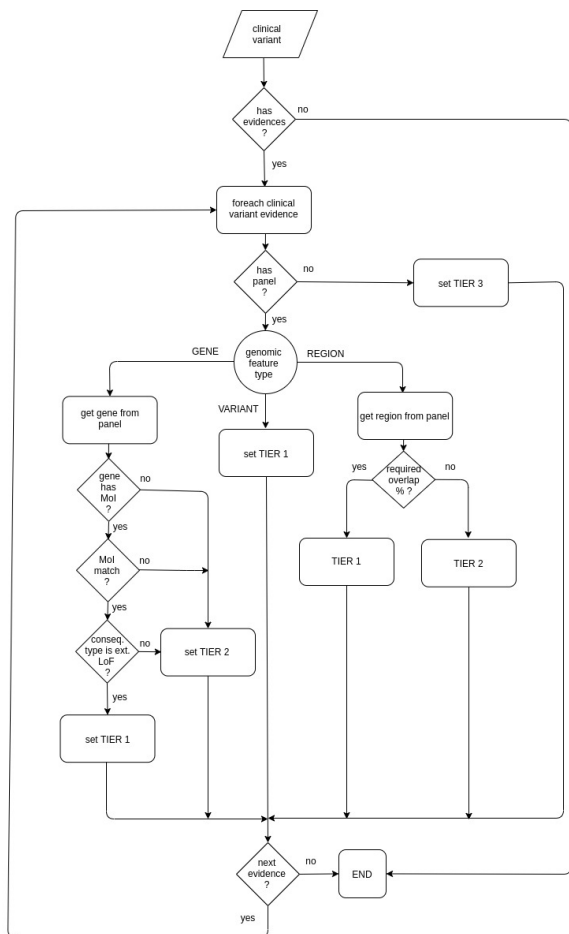 clinical
variant
has
evidences
?
no
yes
foreach clinical
variant evidence
has
panel
?
no
set TIER 3
yes
GENE
genomic
feature
type
REGION
get gene from
panel
VARIANT
get region from panel
set TIER 1
gene
has
MoI
?
no
yes
required
overlap
% ?
no
yes
MoI
match
?
no
TIER 1
TIER 2
yes
conseq.
type is ext.
LoF
?
no
set TIER 2
yes
set TIER 1
next
evidence
?
no
END
yes